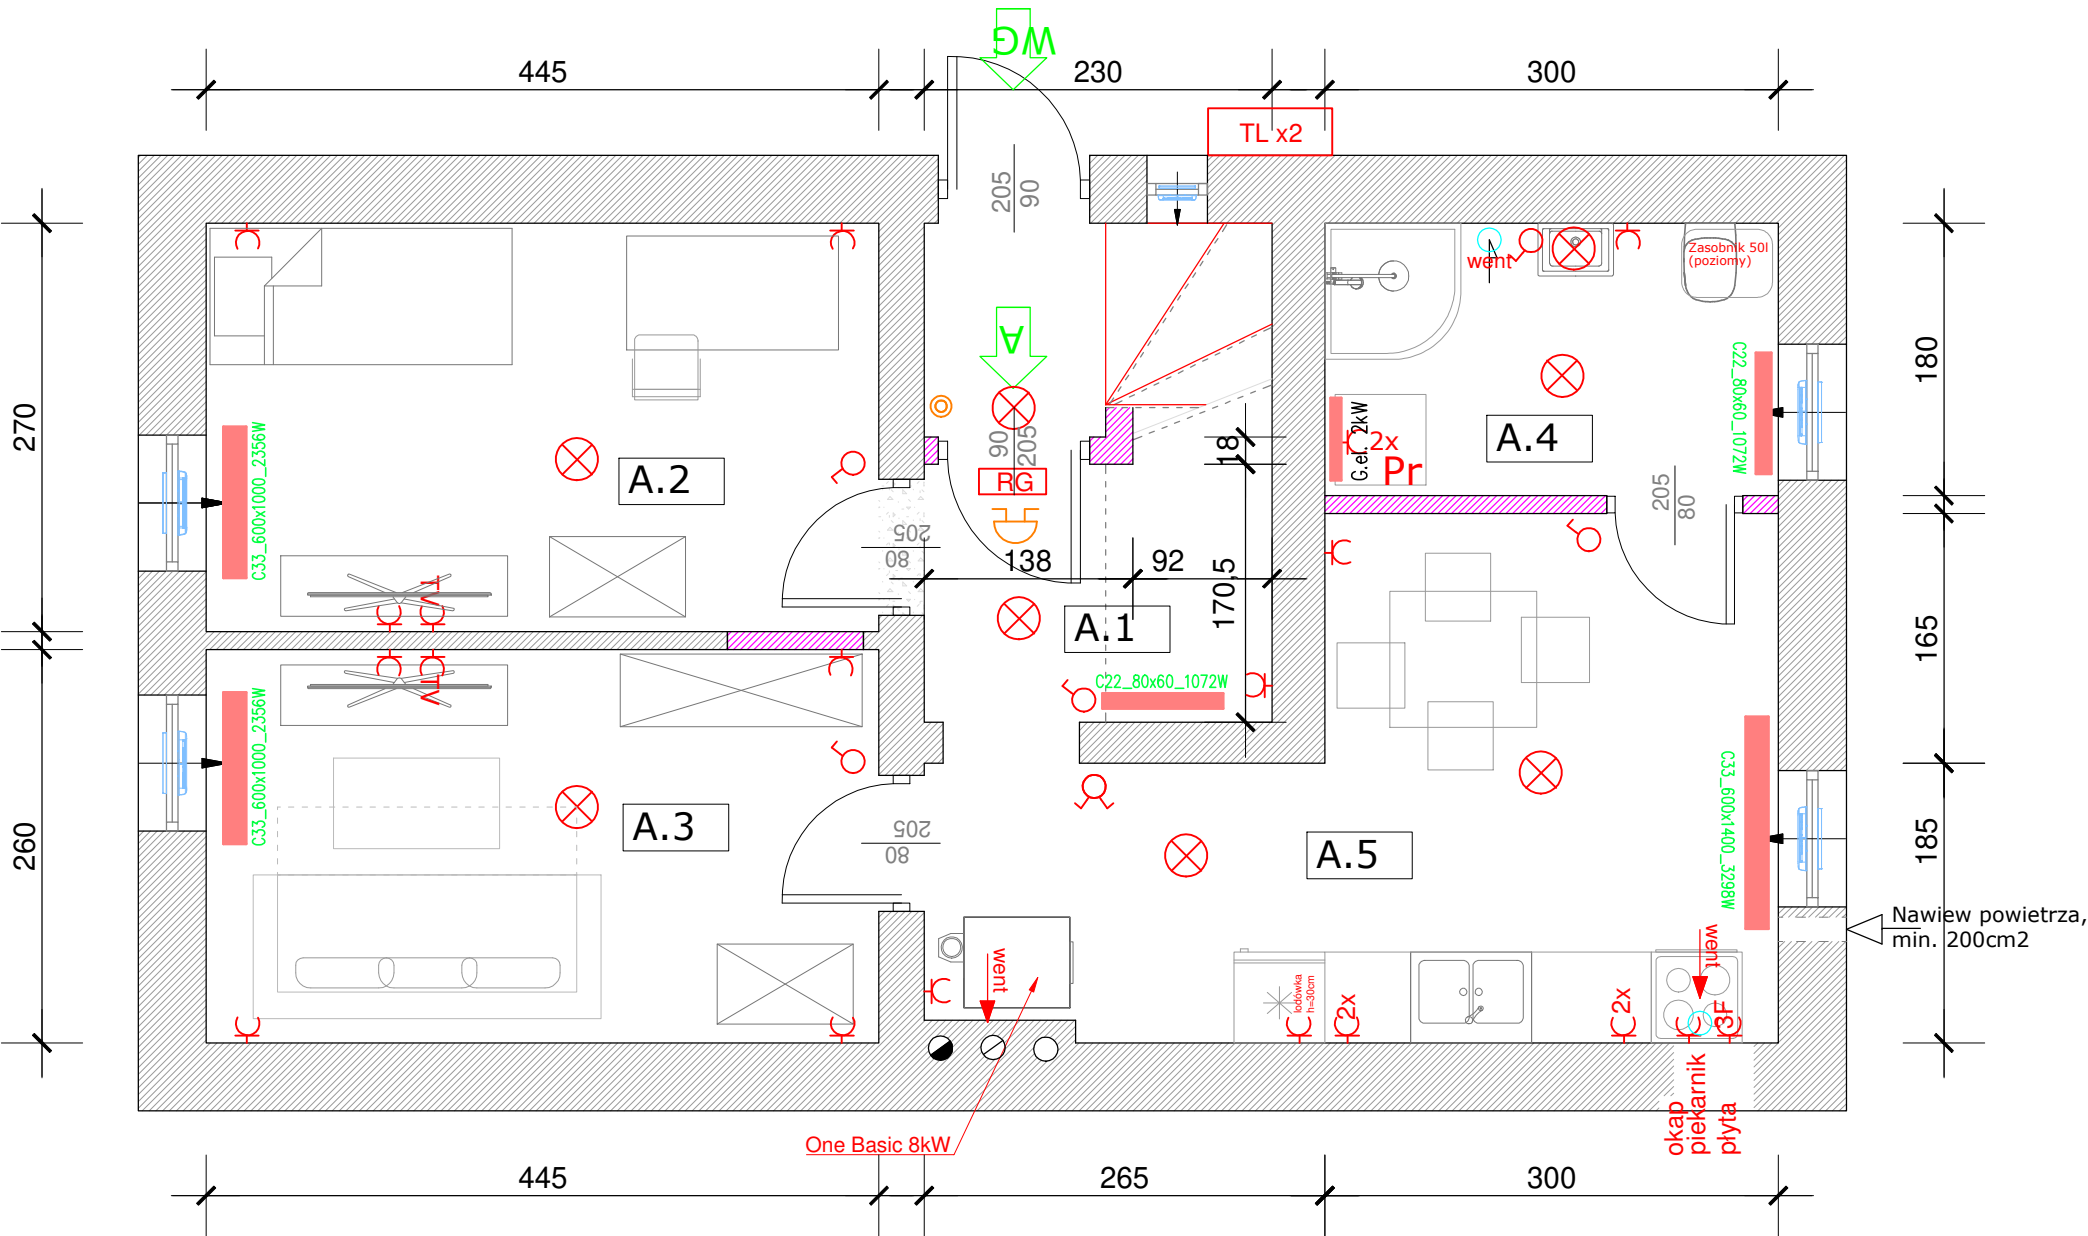 WG
445
230
300
TL x2
205
90
went
Zasobnik 50l
(poziomy)
A
180
270
C22_80x60_1072W
G.el. 2kW
2x
Pr
A.4
90
205
RG
18
A.2
C33_600x1000_2356W
205
80
205
80
138
92
170,5
TV
A.1
165
C22_80x60_1072W
TV
C33_600x1000_2356W
A.3
205
80
A.5
C33_600x1400_3298W
260
185
Nawiew powietrza,
min. 200cm2
went
went
lodówka
h=30cm
2x
2x
3F
okap
piekarnik
płyta
One Basic 8kW
445
265
300